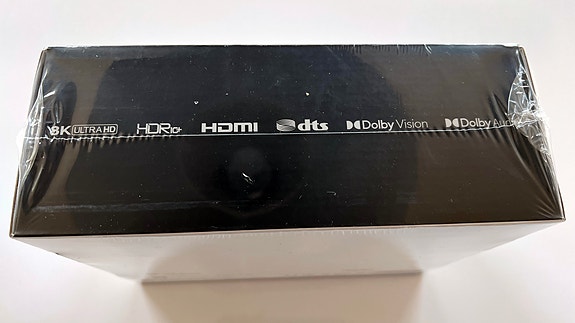 8K ULTRA HD HDR10+ HDMI dts Dolby Vision Dolby Audio